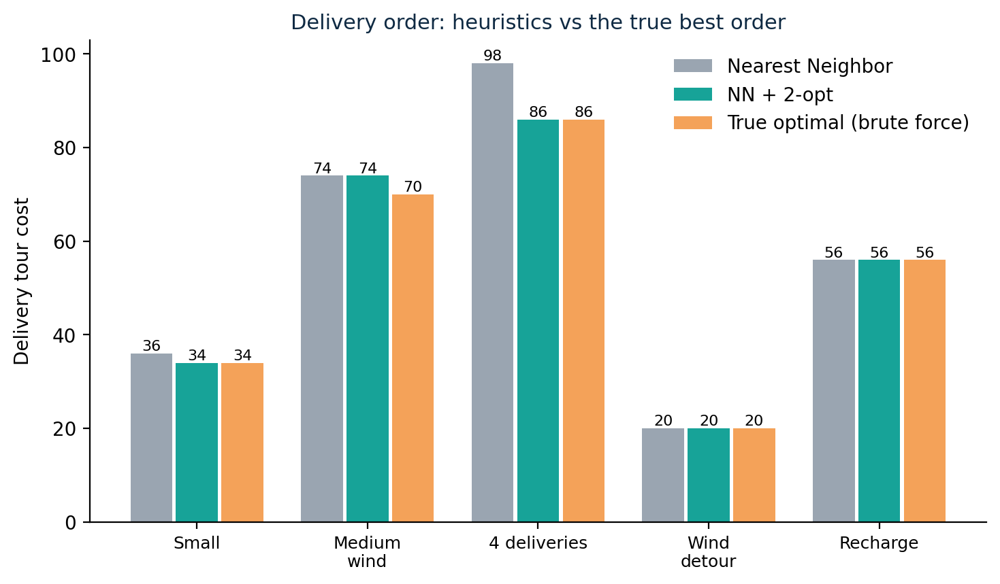 Delivery order: heuristics vs the true best order
Nearest Neighbor
NN + 2-opt
True optimal (brute force)
Delivery tour cost
100
80
60
40
20
0
36
34
34
74
74
70
98
86
86
20
20
20
56
56
56
Small
Medium
wind
4 deliveries
Wind
detour
Recharge